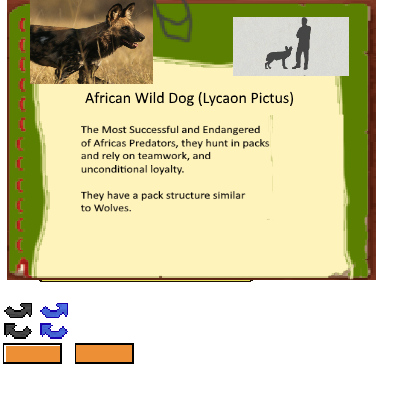 African Wild Dog (Lycaon Pictus)
The Most Successful and Endangered
of Africas Predators, they hunt in packs
and rely on teamwork, and
unconditional loyalty.
They have a pack structure similar
to Wolves.